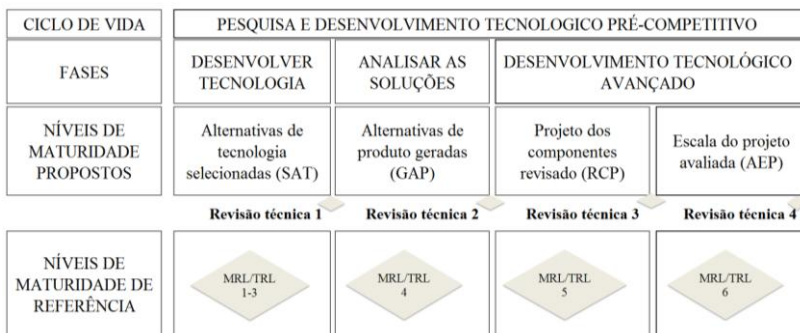 CICLO DE VIDA
PESQUISA E DESENVOLVIMENTO TECNOLOGICO PRÉ-COMPETITIVO
FASES
DESENVOLVER
TECNOLOGIA
ANALISAR AS
SOLUÇÕES
DESENVOLVIMENTO TECNOLÓGICO
AVANÇADO
NÍVEIS DE
MATURIDADE
PROPOSTOS
Alternativas de
tecnologia
selecionadas (SAT)
Alternativas de
produto geradas
(GAP)
Projeto dos
componentes
revisado (RCP)
Escala do projeto
avaliada (AEP)
Revisão técnica 1
Revisão técnica 2
Revisão técnica 3
Revisão técnica 4
NÍVEIS DE
MATURIDADE DE
REFERÊNCIA
MRL/TRL
1-3
MRL/TRL
4
MRL/TRL
5
MRL/TRL
6